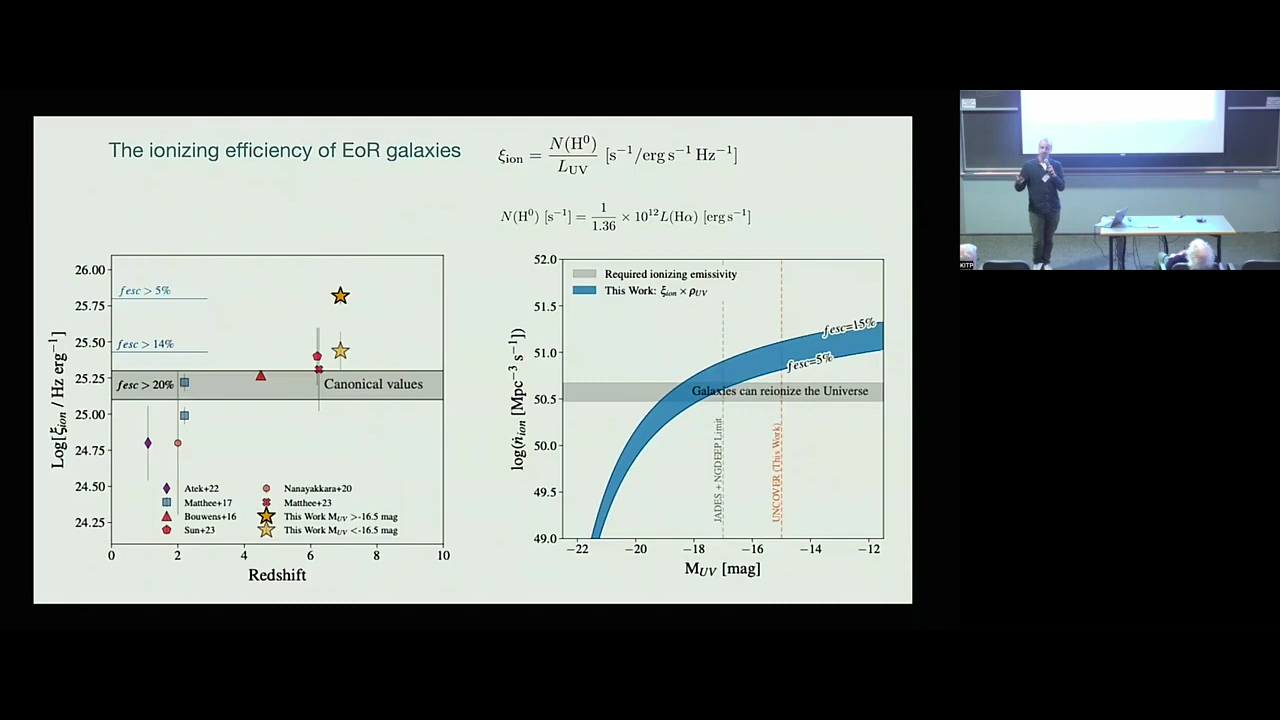 The ionizing efficiency of EoR galaxies
ξion = N(H⁰) / L_UV [s⁻¹/erg s⁻¹ Hz⁻¹]
N(H⁰) [s⁻¹] = 1/1.36 × 10¹² L(Hα) [erg s⁻¹]
Log[ξion / Hz erg⁻¹]
26.00
25.75
25.50
25.25
25.00
24.75
24.50
24.25
fesc > 5%
fesc > 14%
fesc > 20%
Canonical values
Atek+22
Matthee+17
Bouwens+16
Sun+23
Nanayakkara+20
Matthee+23
This Work M_UV >-16.5 mag
This Work M_UV <-16.5 mag
0 2 4 6 8 10
Redshift
log(ṅion [Mpc⁻³ s⁻¹])
52.0
51.5
51.0
50.5
50.0
49.5
49.0
Required ionizing emissivity
This Work: ξion × ρUV
fesc=15%
fesc=5%
Galaxies can reionize the Universe
JADES + NGDEEP Limit
UNCOVER (This Work)
−22 −20 −18 −16 −14 −12
M_UV [mag]
KITP